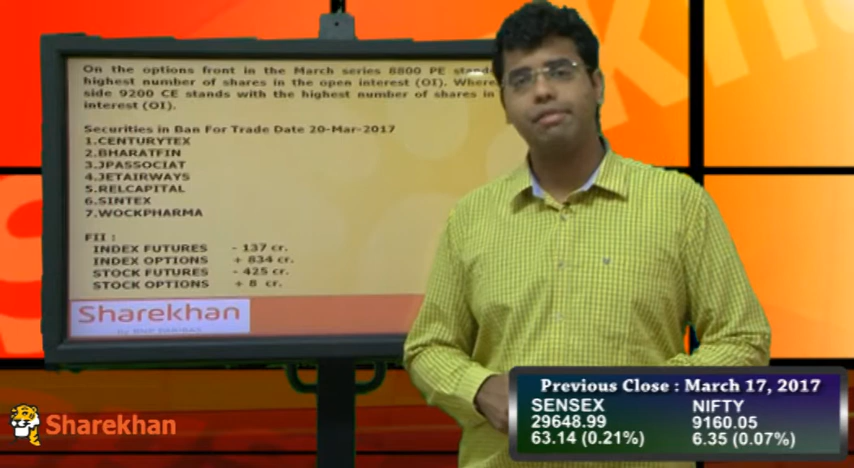 On the options front in the March series 8800 PE stands
highest number of shares in the open interest (OI). Where
side 9200 CE stands with the highest number of shares in
interest (OI).
Securities in Ban For Trade Date 20-Mar-2017
1.CENTURYTEX
2.BHARATFIN
3.JPASSOCIAT
4.JETAIRWAYS
5.RELCAPITAL
6.SINTEX
7.WOCKPHARMA
FII :
INDEX FUTURES - 137 cr.
INDEX OPTIONS + 834 cr.
STOCK FUTURES - 425 cr.
STOCK OPTIONS + 8 cr.
Sharekhan
by BNP PARIBAS
Sharekhan
Previous Close : March 17, 2017
SENSEX NIFTY
29648.99 9160.05
63.14 (0.21%) 6.35 (0.07%)